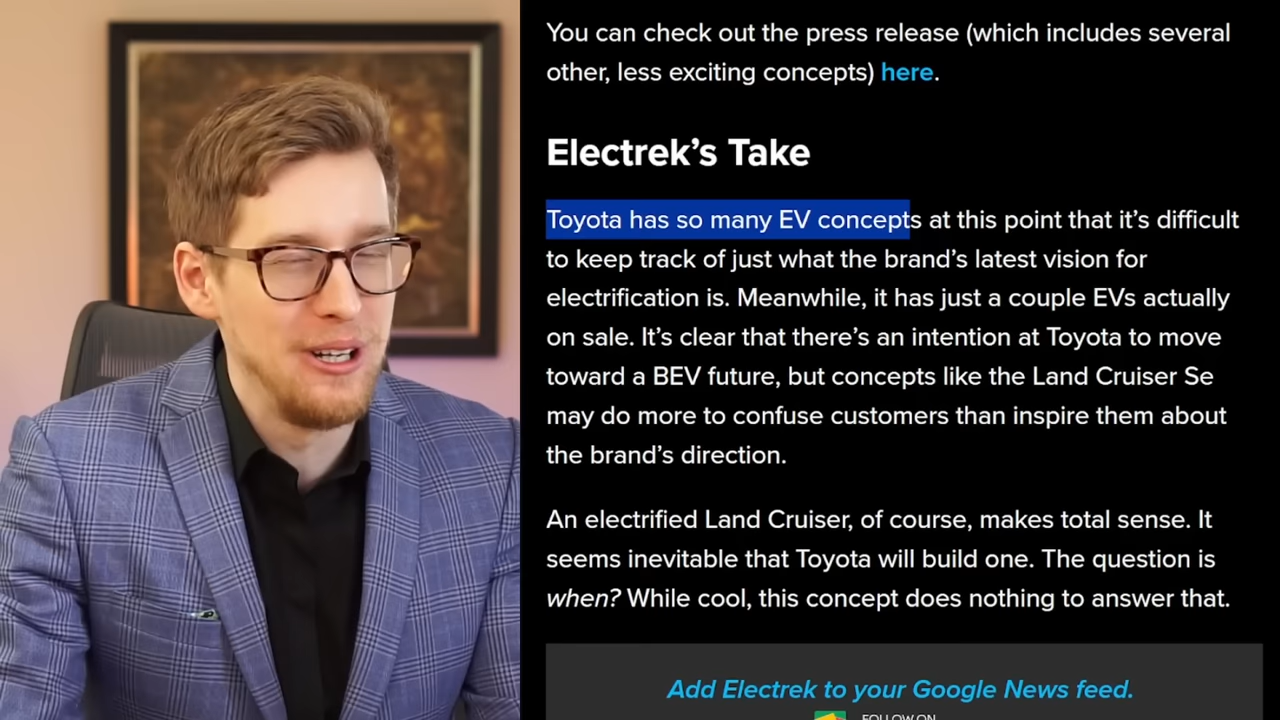 You can check out the press release (which includes several
other, less exciting concepts) here.
Electrek’s Take
Toyota has so many EV concepts at this point that it’s difficult
to keep track of just what the brand’s latest vision for
electrification is. Meanwhile, it has just a couple EVs actually
on sale. It’s clear that there’s an intention at Toyota to move
toward a BEV future, but concepts like the Land Cruiser Se
may do more to confuse customers than inspire them about
the brand’s direction.
An electrified Land Cruiser, of course, makes total sense. It
seems inevitable that Toyota will build one. The question is
when? While cool, this concept does nothing to answer that.
Add Electrek to your Google News feed.
FOLLOW ON